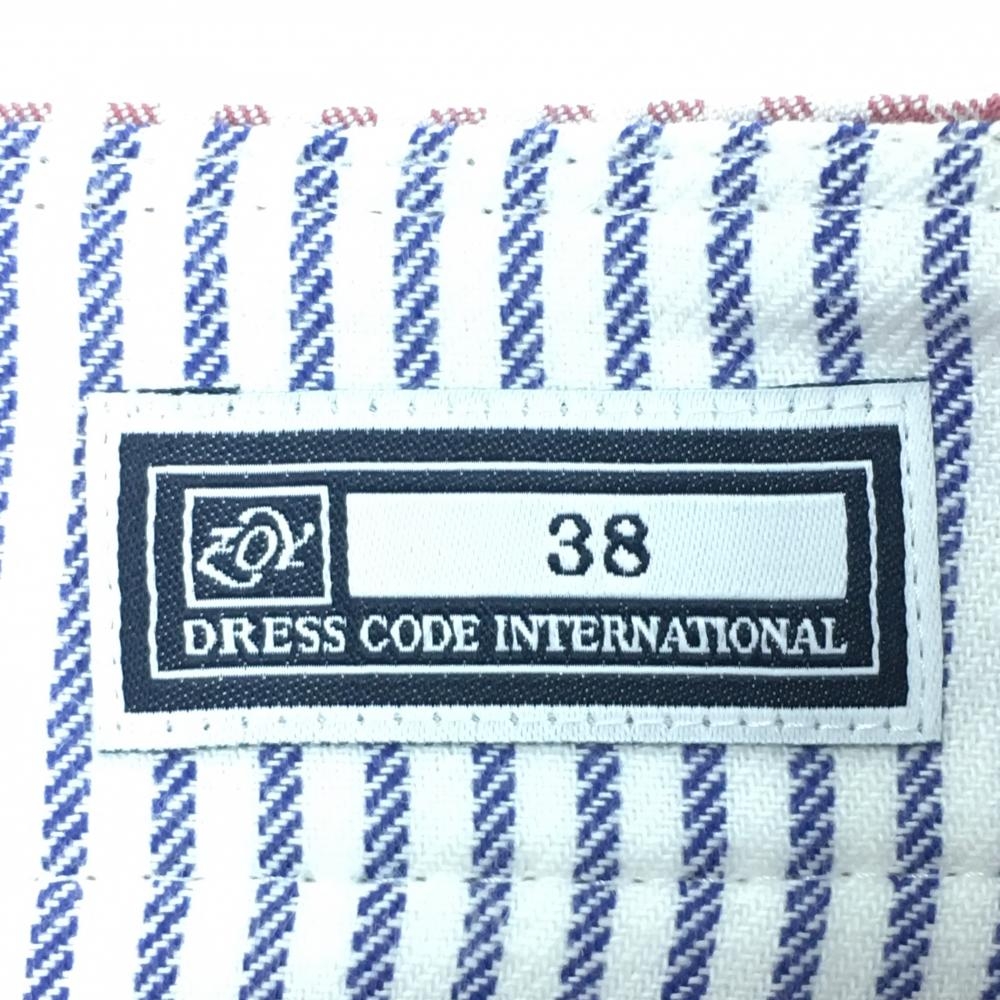 ZOY
38
DRESS CODE INTERNATIONAL